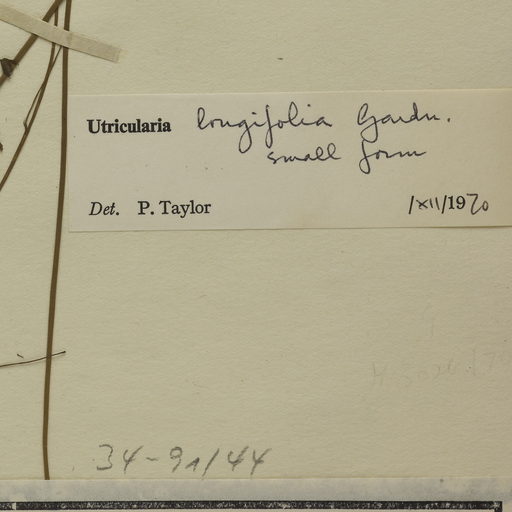 Utricularia longifolia Gardn.
small form
Det. P. Taylor /XII/1970
34-91/44